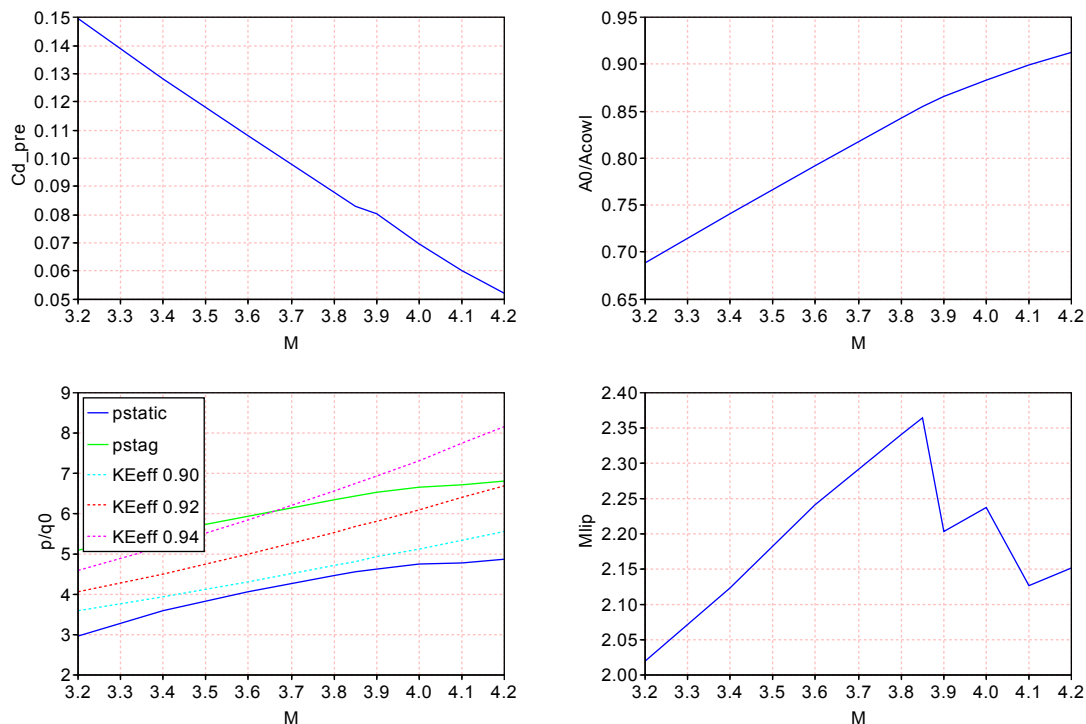 0.15
0.14
0.13
0.12
0.11
0.10
0.09
0.08
0.07
0.06
0.05
Cd_pre
3.2 3.3 3.4 3.5 3.6 3.7 3.8 3.9 4.0 4.1 4.2
M
0.95
0.90
0.85
0.80
0.75
0.70
0.65
A0/Acowl
3.2 3.3 3.4 3.5 3.6 3.7 3.8 3.9 4.0 4.1 4.2
M
9
8
7
6
5
4
3
2
p/q0
pstatic
pstag
KEeff 0.90
KEeff 0.92
KEeff 0.94
3.2 3.3 3.4 3.5 3.6 3.7 3.8 3.9 4.0 4.1 4.2
M
2.40
2.35
2.30
2.25
2.20
2.15
2.10
2.05
2.00
Mlip
3.2 3.3 3.4 3.5 3.6 3.7 3.8 3.9 4.0 4.1 4.2
M